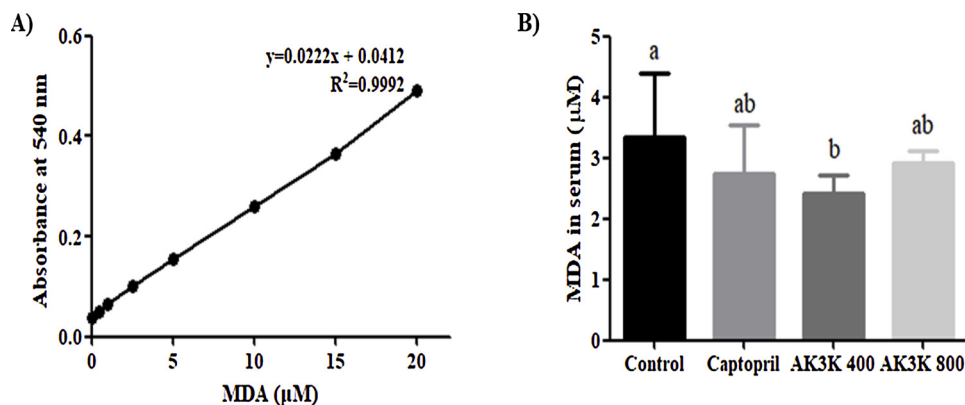 A)
Absorbance at 540 nm
0.6
0.4
0.2
0.0
y=0.0222x + 0.0412
R²=0.9992
0 5 10 15 20
MDA (µM)
B)
MDA in serum (µM)
5
4
3
2
1
0
a
ab
b
ab
Control Captopril AK3K 400 AK3K 800